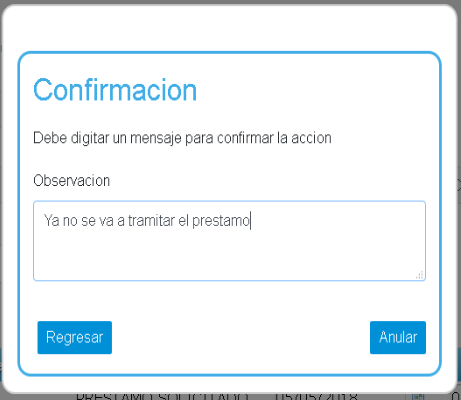 Confirmacion
Debe digitar un mensaje para confirmar la accion
Observacion
Ya no se va a tramitar el prestamo
Regresar
Anular
PRESTAMO SOLICITADO 05/05/2018